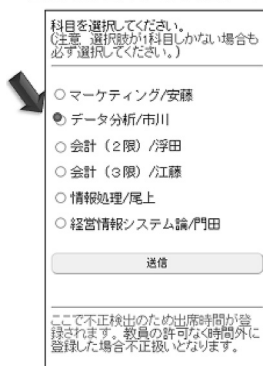 科目を選択してください。
(注意 選択肢が1科目しかない場合も
必ず選択してください。)
マーケティング/安藤
データ分析/市川
会計（2限）/浮田
会計（3限）/江藤
情報処理/尾上
経営情報システム論/門田
送信
ここで不正検出のため出席時間が登
録されます。教員の許可なく時間外に
登録した場合不正扱いとなります。